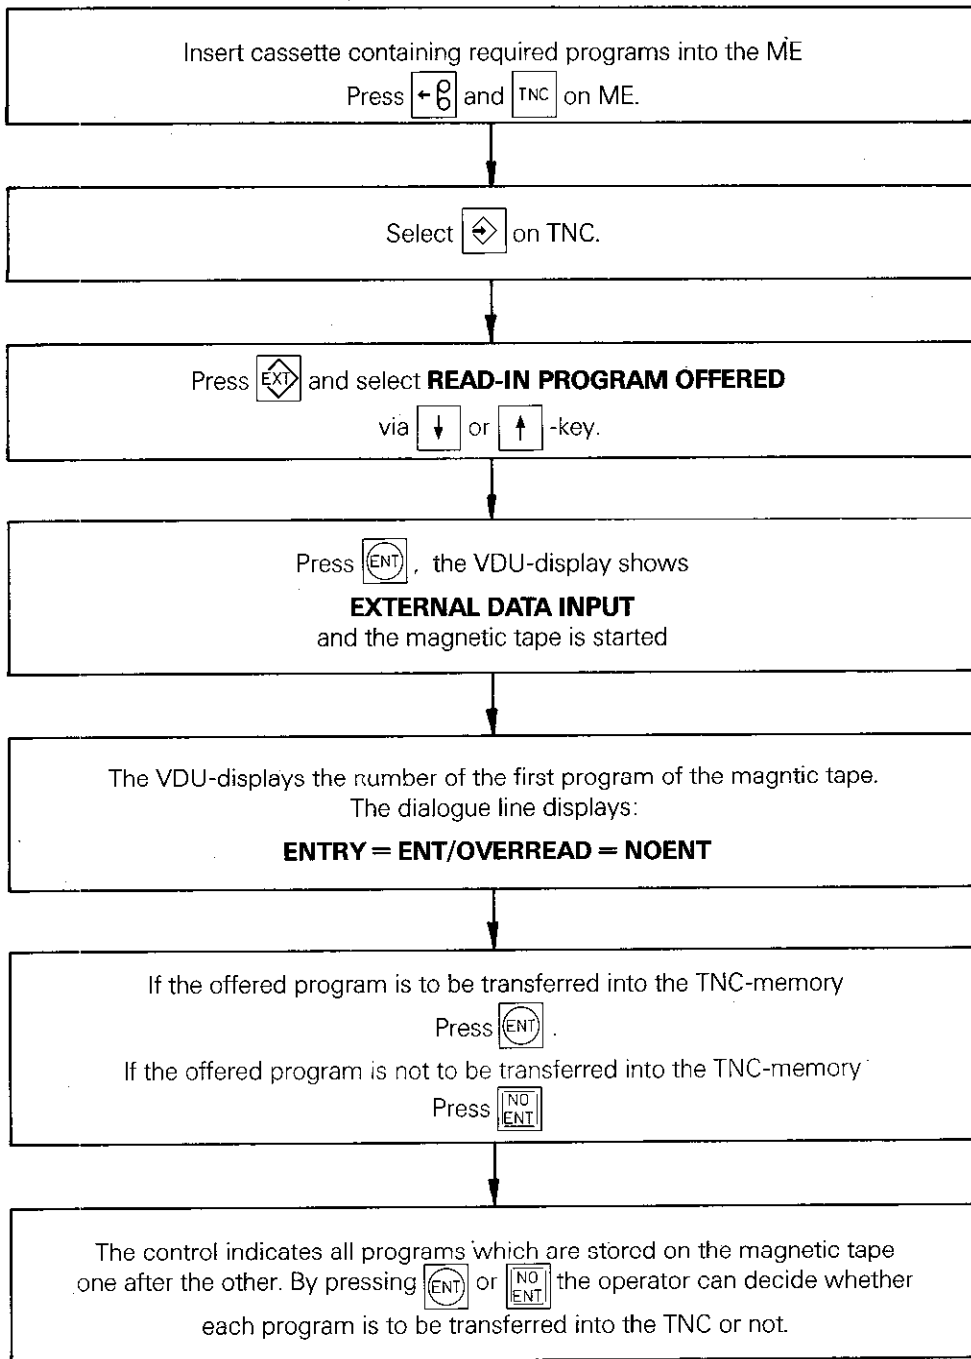 Insert cassette containing required programs into the ME
Press and TNC on ME.
Select on TNC.
Press EXT and select READ-IN PROGRAM OFFERED
via ↓ or ↑ -key.
Press ENT, the VDU-display shows
EXTERNAL DATA INPUT
and the magnetic tape is started
The VDU-displays the number of the first program of the magntic tape.
The dialogue line displays:
ENTRY = ENT/OVERREAD = NOENT
If the offered program is to be transferred into the TNC-memory
Press ENT .
If the offered program is not to be transferred into the TNC-memory
Press NO ENT
The control indicates all programs which are stored on the magnetic tape
one after the other. By pressing ENT or NO ENT the operator can decide whether
each program is to be transferred into the TNC or not.